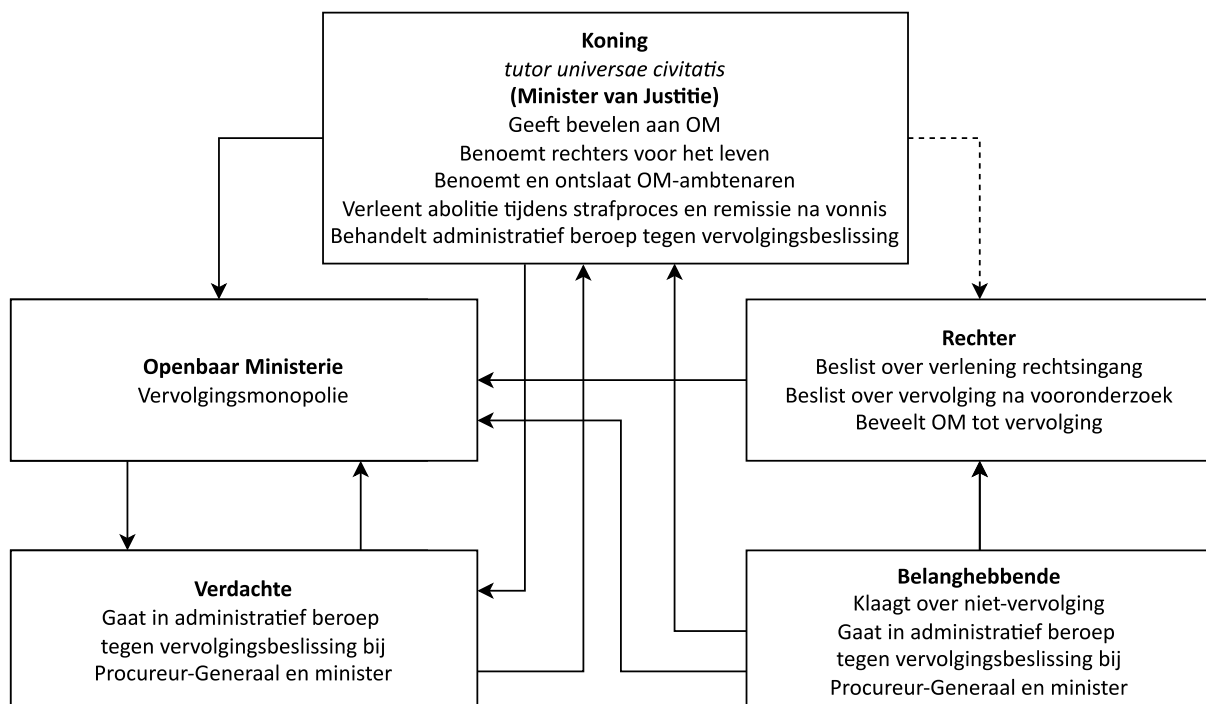 Koning
tutor universae civitatis
(Minister van Justitie)
Geeft bevelen aan OM
Benoemt rechters voor het leven
Benoemt en ontslaat OM-ambtenaren
Verleent abolitie tijdens strafproces en remissie na vonnis
Behandelt administratief beroep tegen vervolgingsbeslissing
Openbaar Ministerie
Vervolgingsmonopolie
Rechter
Beslist over verlening rechtsingang
Beslist over vervolging na vooronderzoek
Beveelt OM tot vervolging
Verdachte
Gaat in administratief beroep
tegen vervolgingsbeslissing bij
Procureur-Generaal en minister
Belanghebbende
Klaagt over niet-vervolging
Gaat in administratief beroep
tegen vervolgingsbeslissing bij
Procureur-Generaal en minister